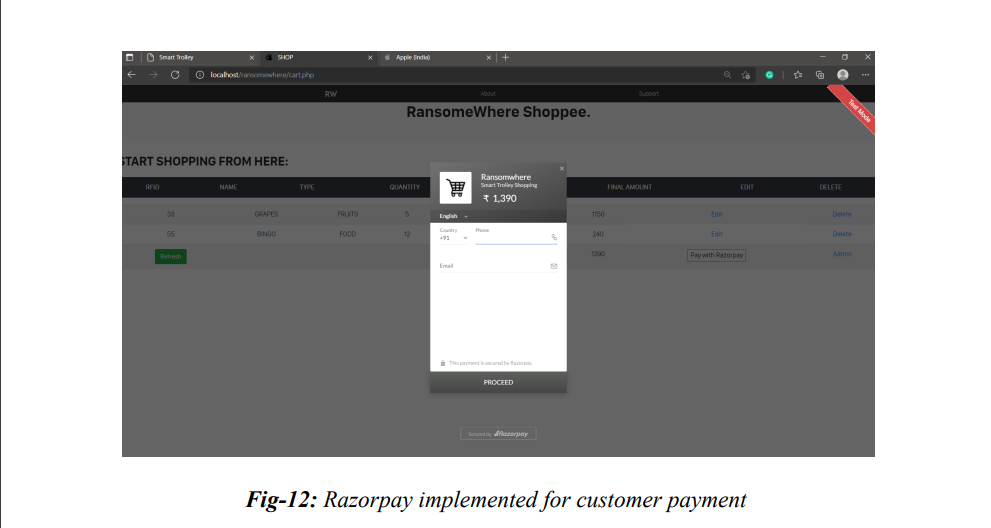 Smart Trolley SHOP Apple (India)
localhost/ransomewhere/cart.php
RW About Support
Test Mode
RansomeWhere Shoppee.
START SHOPPING FROM HERE:
RFID NAME TYPE QUANTITY FINAL AMOUNT EDIT DELETE
33 GRAPES FRUITS 5 1150 Edit Delete
55 BINGO FOOD 12 240 Edit Delete
Refresh 1390 Pay with Razorpay Admin
Ransomwhere
Smart Trolley Shopping
₹ 1,390
English
Country Phone
+91
Email
This payment is secured by Razorpay.
PROCEED
Secured by Razorpay
Fig-12: Razorpay implemented for customer payment